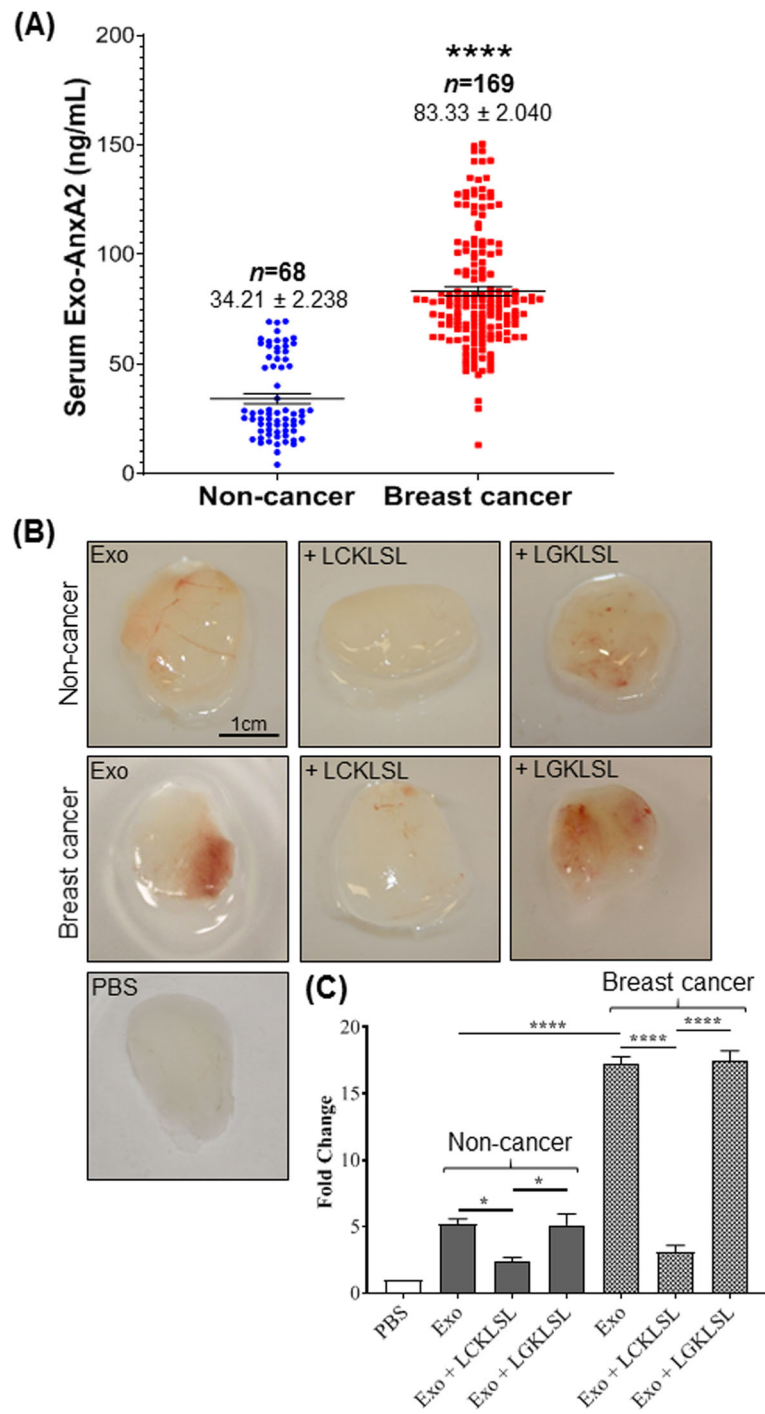 (A)
200
150
100
50
0
Serum Exo-AnxA2 (ng/mL)
****
n=169
83.33 ± 2.040
n=68
34.21 ± 2.238
Non-cancer
Breast cancer
(B)
Non-cancer
Exo
1cm
+ LCKLSL
+ LGKLSL
Breast cancer
Exo
+ LCKLSL
+ LGKLSL
PBS
(C)
Breast cancer
Non-cancer
****
****
****
*
*
20
15
10
5
0
Fold Change
PBS
Exo
Exo + LCKLSL
Exo + LGKLSL
Exo
Exo + LCKLSL
Exo + LGKLSL